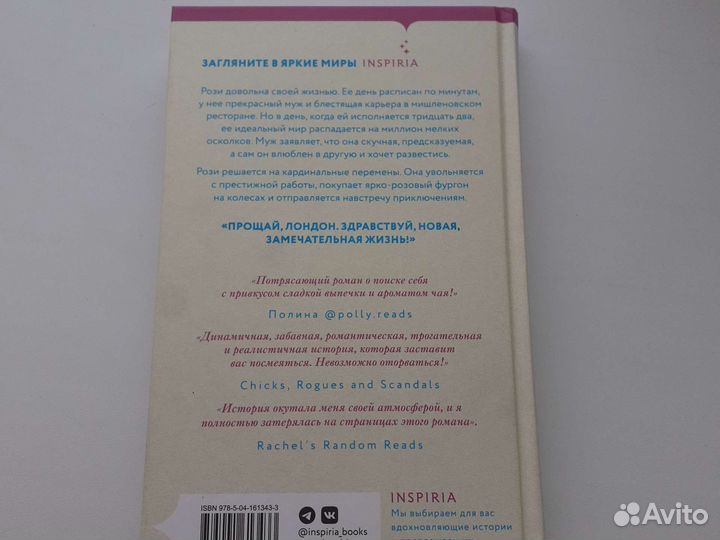 ЗАГЛЯНИТЕ В ЯРКИЕ МИРЫ INSPIRIA
Рози довольна своей жизнью. Ее день расписан по минутам,
у нее прекрасный муж и блестящая карьера в мишленовском
ресторане. Но в день, когда ей исполняется тридцать два,
ее идеальный мир распадается на миллион мелких
осколков. Муж заявляет, что она скучная, предсказуемая,
а сам он влюблен в другую и хочет развестись.
Рози решается на кардинальные перемены. Она увольняется
с престижной работы, покупает ярко-розовый фургон
на колесах и отправляется навстречу приключениям.
«ПРОЩАЙ, ЛОНДОН. ЗДРАВСТВУЙ, НОВАЯ,
ЗАМЕЧАТЕЛЬНАЯ ЖИЗНЬ!»
«Потрясающий роман о поиске себя
с привкусом сладкой выпечки и ароматом чая!»
Полина @polly.reads
«Динамичная, забавная, романтическая, трогательная
и реалистичная история, которая заставит
вас посмеяться. Невозможно оторваться!»
Chicks, Rogues and Scandals
«История окутала меня своей атмосферой, и я
полностью затерялась на страницах этого романа».
Rachel's Random Reads
ISBN 978-5-04-161343-3
@inspiria_books
INSPIRIA
Мы выбираем для вас
вдохновляющие истории
Avito